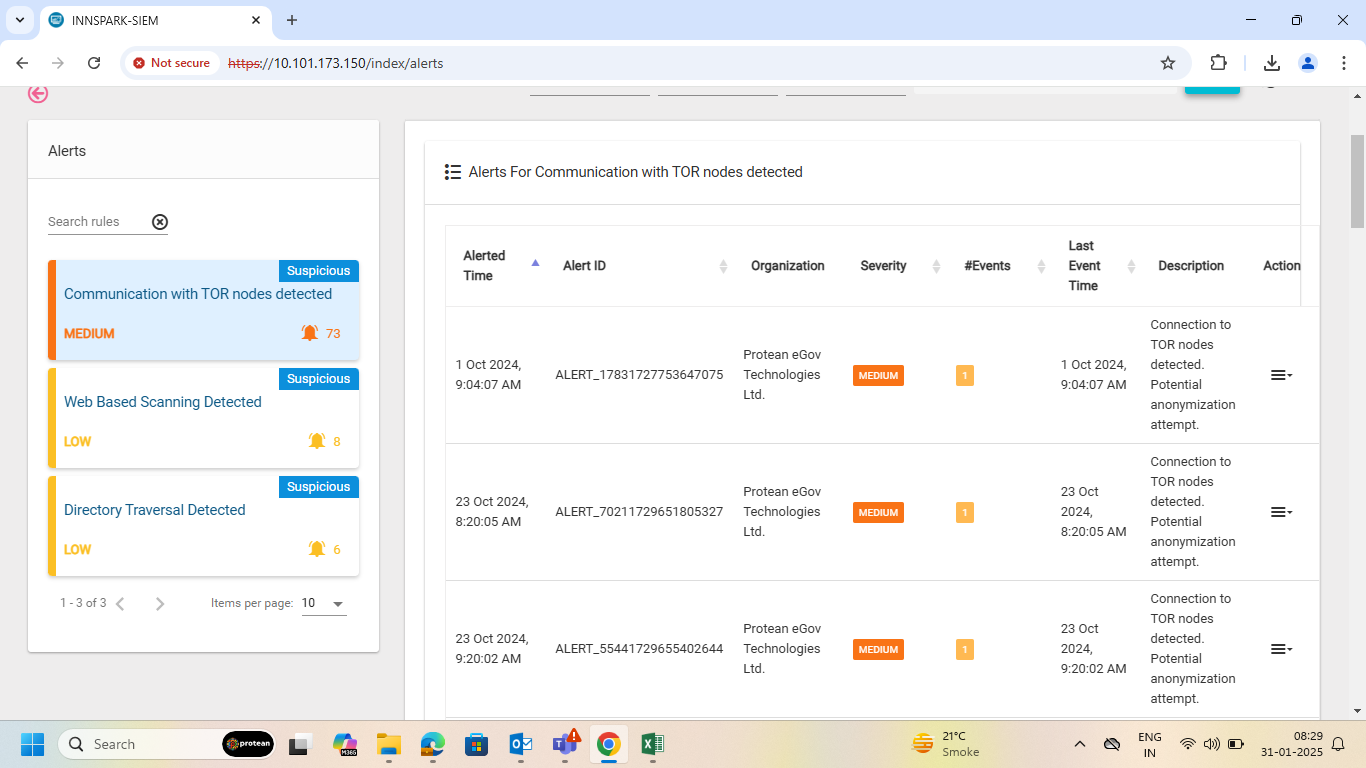 INNSPARK-SIEM
Not secure
https://10.101.173.150/index/alerts
Alerts
Search rules
Suspicious
Communication with TOR nodes detected
MEDIUM
73
Suspicious
Web Based Scanning Detected
LOW
8
Suspicious
Directory Traversal Detected
LOW
6
1 - 3 of 3
Items per page: 10
Alerts For Communication with TOR nodes detected
Alerted
Time
Alert ID
Organization
Severity
#Events
Last
Event
Time
Description
Action
1 Oct 2024,
9:04:07 AM
ALERT_17831727753647075
Protean eGov
Technologies
Ltd.
MEDIUM
1
1 Oct 2024,
9:04:07 AM
Connection to
TOR nodes
detected.
Potential
anonymization
attempt.
23 Oct 2024,
8:20:05 AM
ALERT_70211729651805327
Protean eGov
Technologies
Ltd.
MEDIUM
1
23 Oct
2024,
8:20:05 AM
Connection to
TOR nodes
detected.
Potential
anonymization
attempt.
23 Oct 2024,
9:20:02 AM
ALERT_55441729655402644
Protean eGov
Technologies
Ltd.
MEDIUM
1
23 Oct
2024,
9:20:02 AM
Connection to
TOR nodes
detected.
Potential
anonymization
attempt.
Search
protean
M365
21°C
Smoke
ENG
IN
08:29
31-01-2025